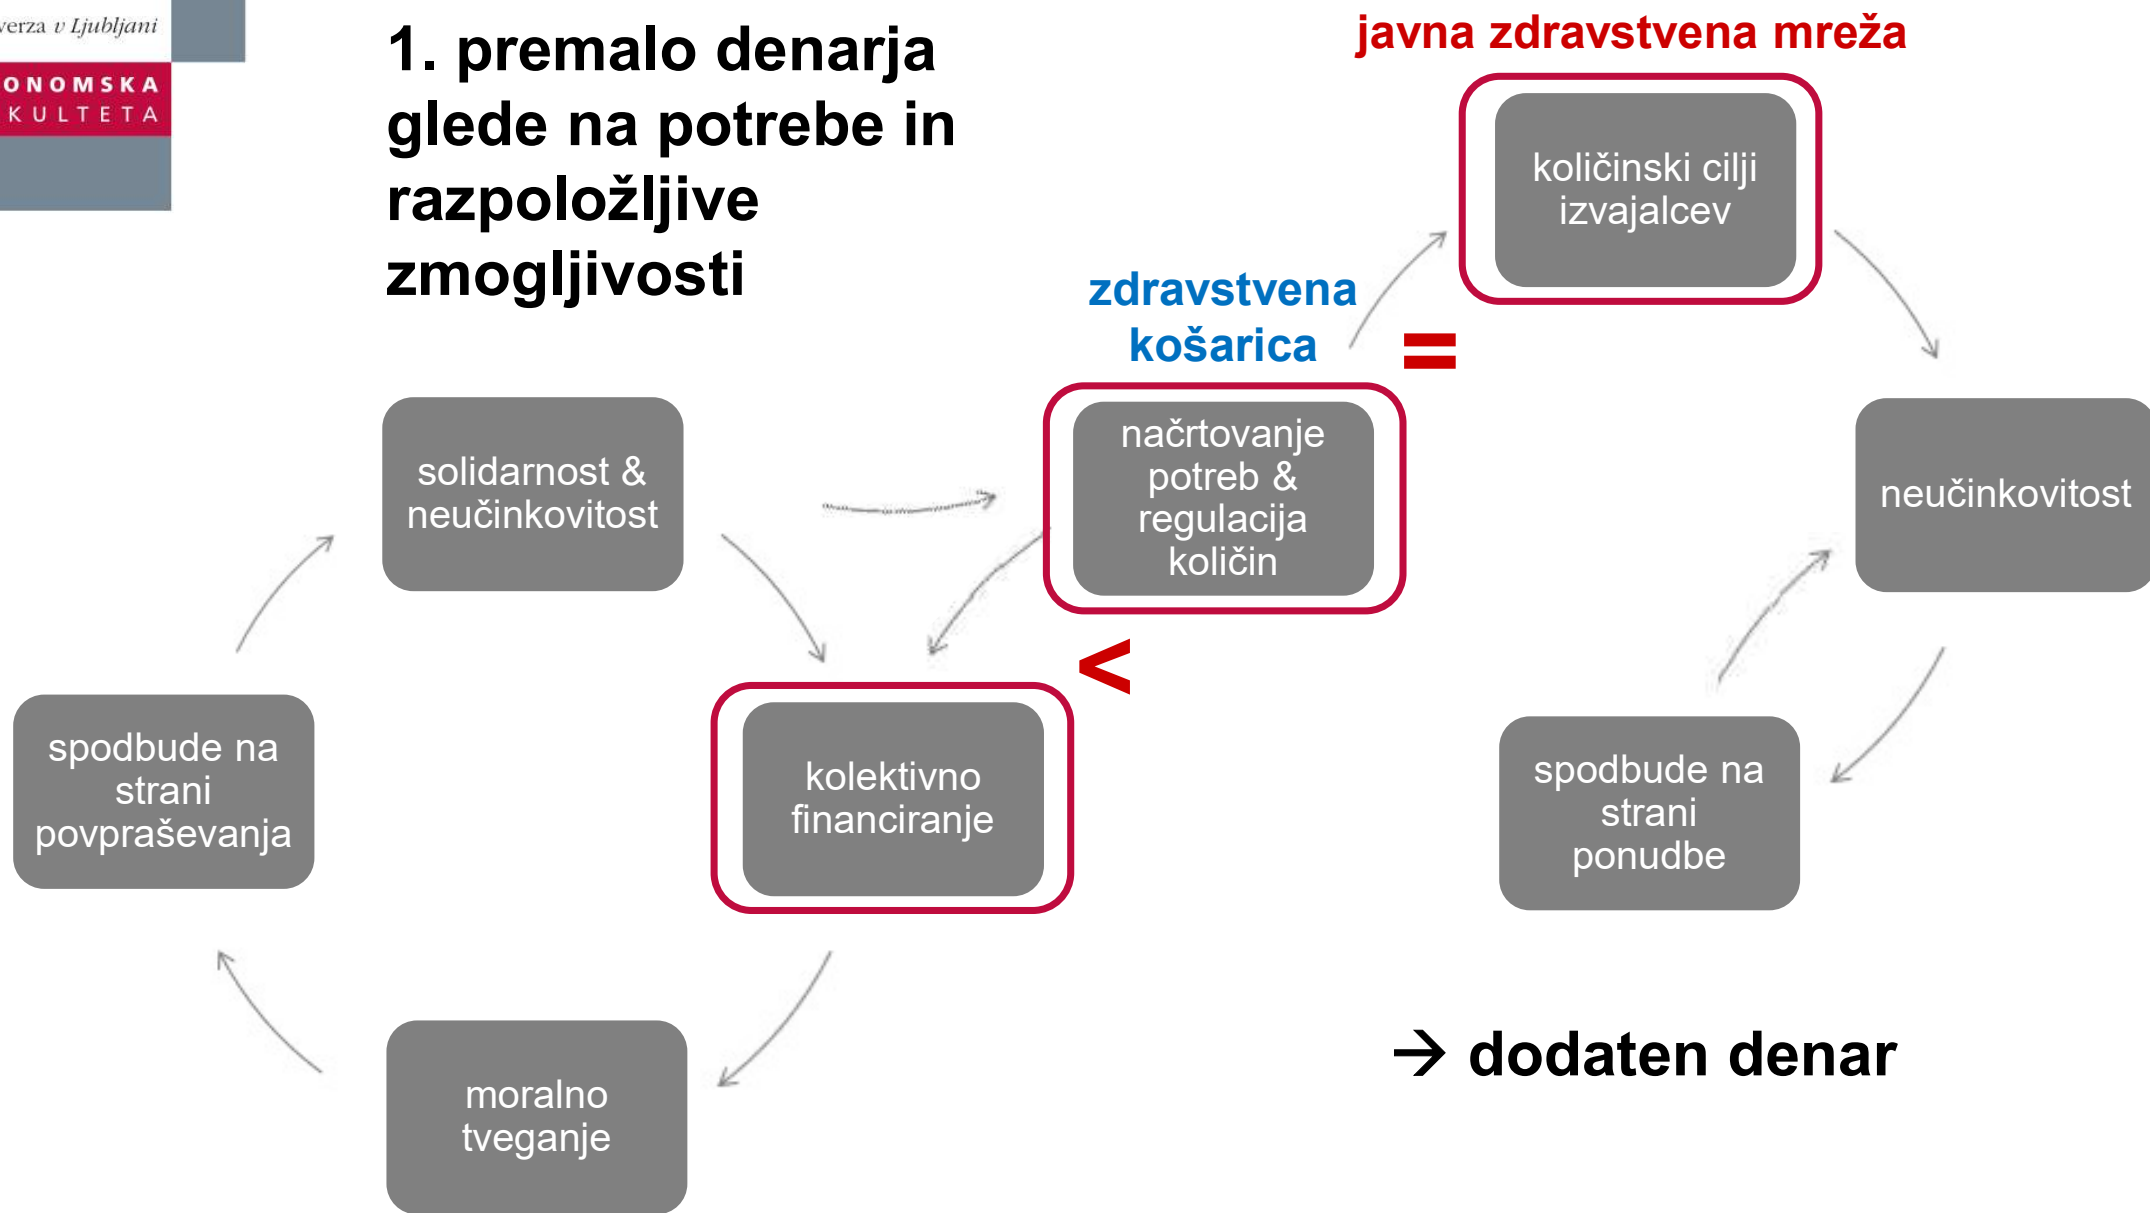 verza v Ljubljani
ONOMSKA
KULTETA
1. premalo denarja
glede na potrebe in
razpoložljive
zmogljivosti
javna zdravstvena mreža
količinski cilji
izvajalcev
zdravstvena
košarica
=
načrtovanje
potreb &
regulacija
količin
solidarnost &
neučinkovitost
neučinkovitost
<
spodbude na
strani
povpraševanja
kolektivno
financiranje
spodbude na
strani
ponudbe
→ dodaten denar
moralno
tveganje